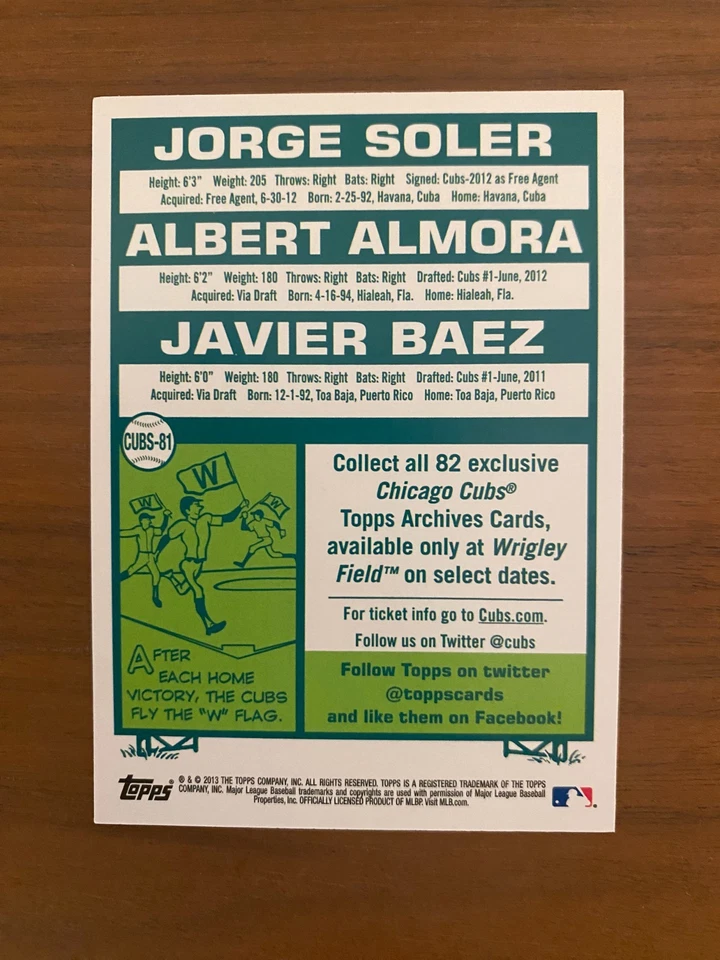 JORGE SOLER
Height: 6'3" Weight: 205 Throws: Right Bats: Right Signed: Cubs-2012 as Free Agent
Acquired: Free Agent, 6-30-12 Born: 2-25-92, Havana, Cuba Home: Havana, Cuba
ALBERT ALMORA
Height: 6'2" Weight: 180 Throws: Right Bats: Right Drafted: Cubs #1-June, 2012
Acquired: Via Draft Born: 4-16-94, Hialeah, Fla. Home: Hialeah, Fla.
JAVIER BAEZ
Height: 6'0" Weight: 180 Throws: Right Bats: Right Drafted: Cubs #1-June, 2011
Acquired: Via Draft Born: 12-1-92, Toa Baja, Puerto Rico Home: Toa Baja, Puerto Rico
CUBS-81
W
W
W
AFTER
EACH HOME
VICTORY, THE CUBS
FLY THE "W" FLAG.
Collect all 82 exclusive
Chicago Cubs®
Topps Archives Cards,
available only at Wrigley
Field™ on select dates.
For ticket info go to Cubs.com.
Follow us on Twitter @cubs
Follow Topps on twitter
@toppscards
and like them on Facebook!
Topps®
® & © 2013 THE TOPPS COMPANY, INC. ALL RIGHTS RESERVED. TOPPS IS A REGISTERED TRADEMARK OF THE TOPPS
COMPANY, INC. Major League Baseball trademarks and copyrights are used with permission of Major League Baseball
Properties, Inc. OFFICIALLY LICENSED PRODUCT OF MLBP. Visit MLB.com.